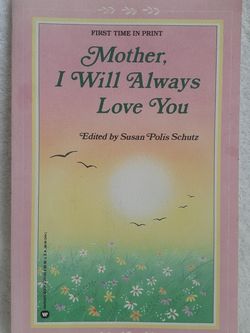 FIRST TIME IN PRINT
Mother,
I Will Always
Love You
Edited by Susan Polis Schutz